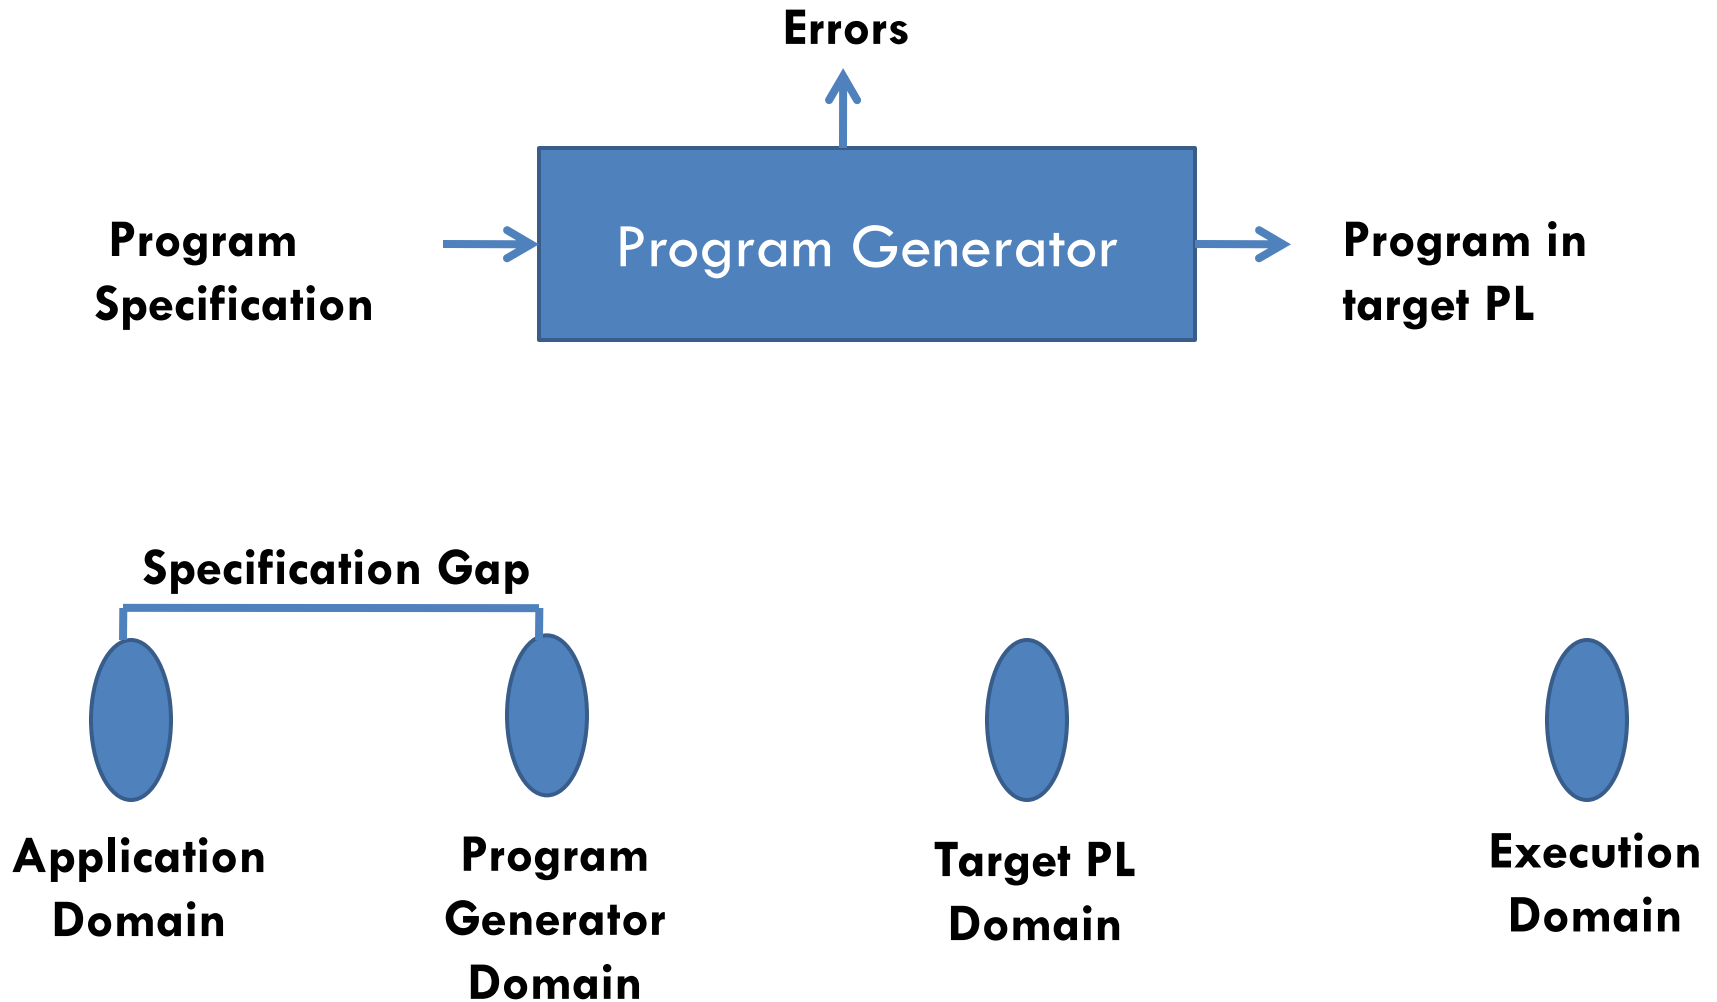 Errors
Program
Specification
Program Generator
Program in
target PL
Specification Gap
Application
Domain
Program
Generator
Domain
Target PL
Domain
Execution
Domain